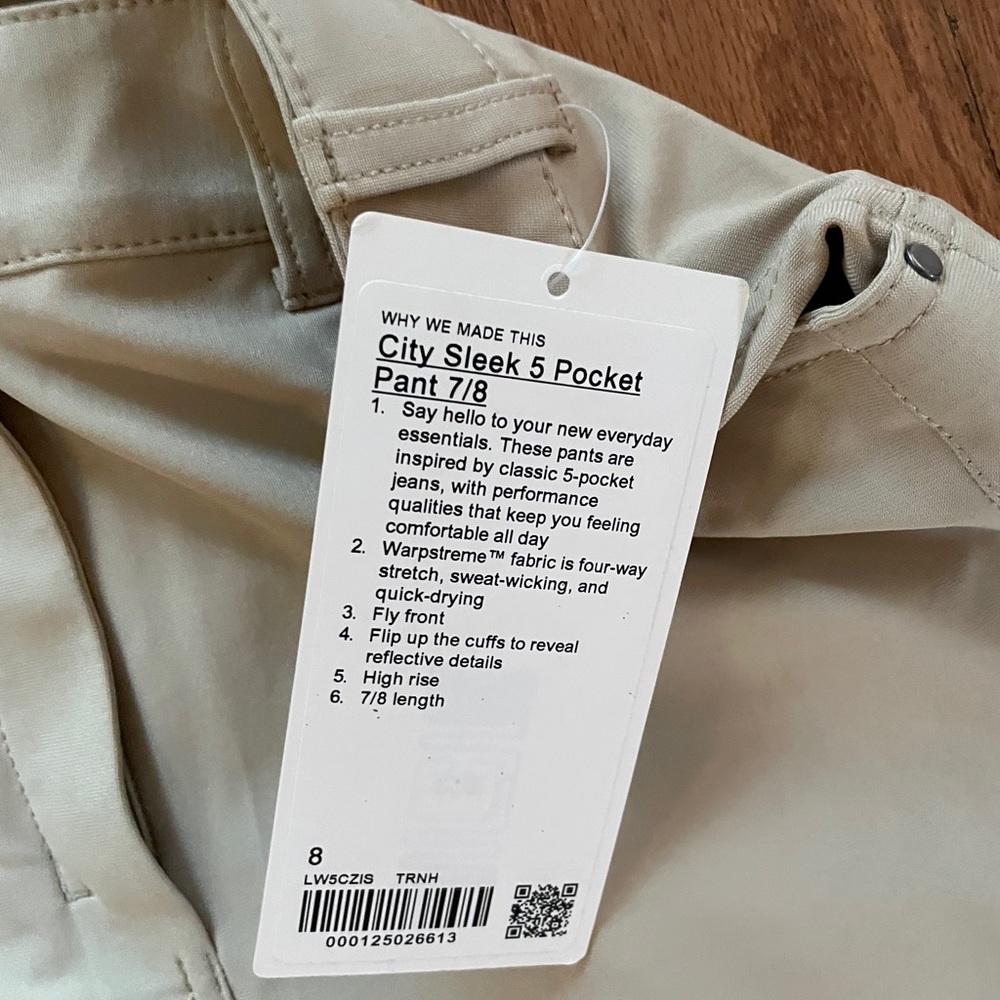 WHY WE MADE THIS
City Sleek 5 Pocket
Pant 7/8
1. Say hello to your new everyday
essentials. These pants are
inspired by classic 5-pocket
jeans, with performance
qualities that keep you feeling
comfortable all day
2. Warpstreme™ fabric is four-way
stretch, sweat-wicking, and
quick-drying
3. Fly front
4. Flip up the cuffs to reveal
reflective details
5. High rise
6. 7/8 length
8
LW5CZIS TRNH
000125026613